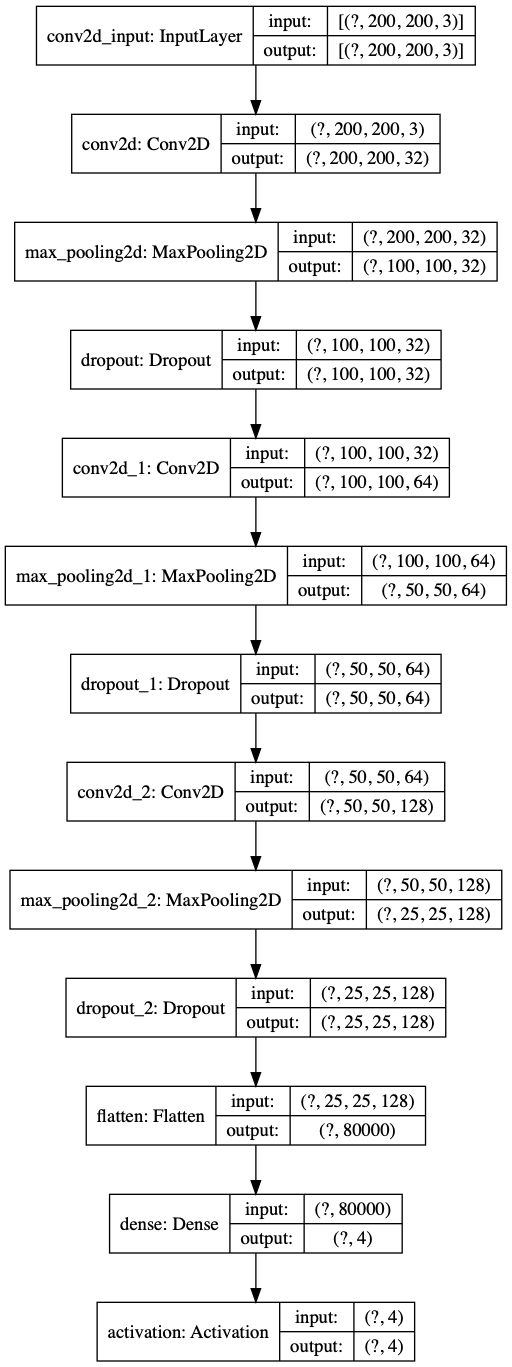 conv2d_input: InputLayer
input: [(?, 200, 200, 3)]
output: [(?, 200, 200, 3)]
conv2d: Conv2D
input: (?, 200, 200, 3)
output: (?, 200, 200, 32)
max_pooling2d: MaxPooling2D
input: (?, 200, 200, 32)
output: (?, 100, 100, 32)
dropout: Dropout
input: (?, 100, 100, 32)
output: (?, 100, 100, 32)
conv2d_1: Conv2D
input: (?, 100, 100, 32)
output: (?, 100, 100, 64)
max_pooling2d_1: MaxPooling2D
input: (?, 100, 100, 64)
output: (?, 50, 50, 64)
dropout_1: Dropout
input: (?, 50, 50, 64)
output: (?, 50, 50, 64)
conv2d_2: Conv2D
input: (?, 50, 50, 64)
output: (?, 50, 50, 128)
max_pooling2d_2: MaxPooling2D
input: (?, 50, 50, 128)
output: (?, 25, 25, 128)
dropout_2: Dropout
input: (?, 25, 25, 128)
output: (?, 25, 25, 128)
flatten: Flatten
input: (?, 25, 25, 128)
output: (?, 80000)
dense: Dense
input: (?, 80000)
output: (?, 4)
activation: Activation
input: (?, 4)
output: (?, 4)